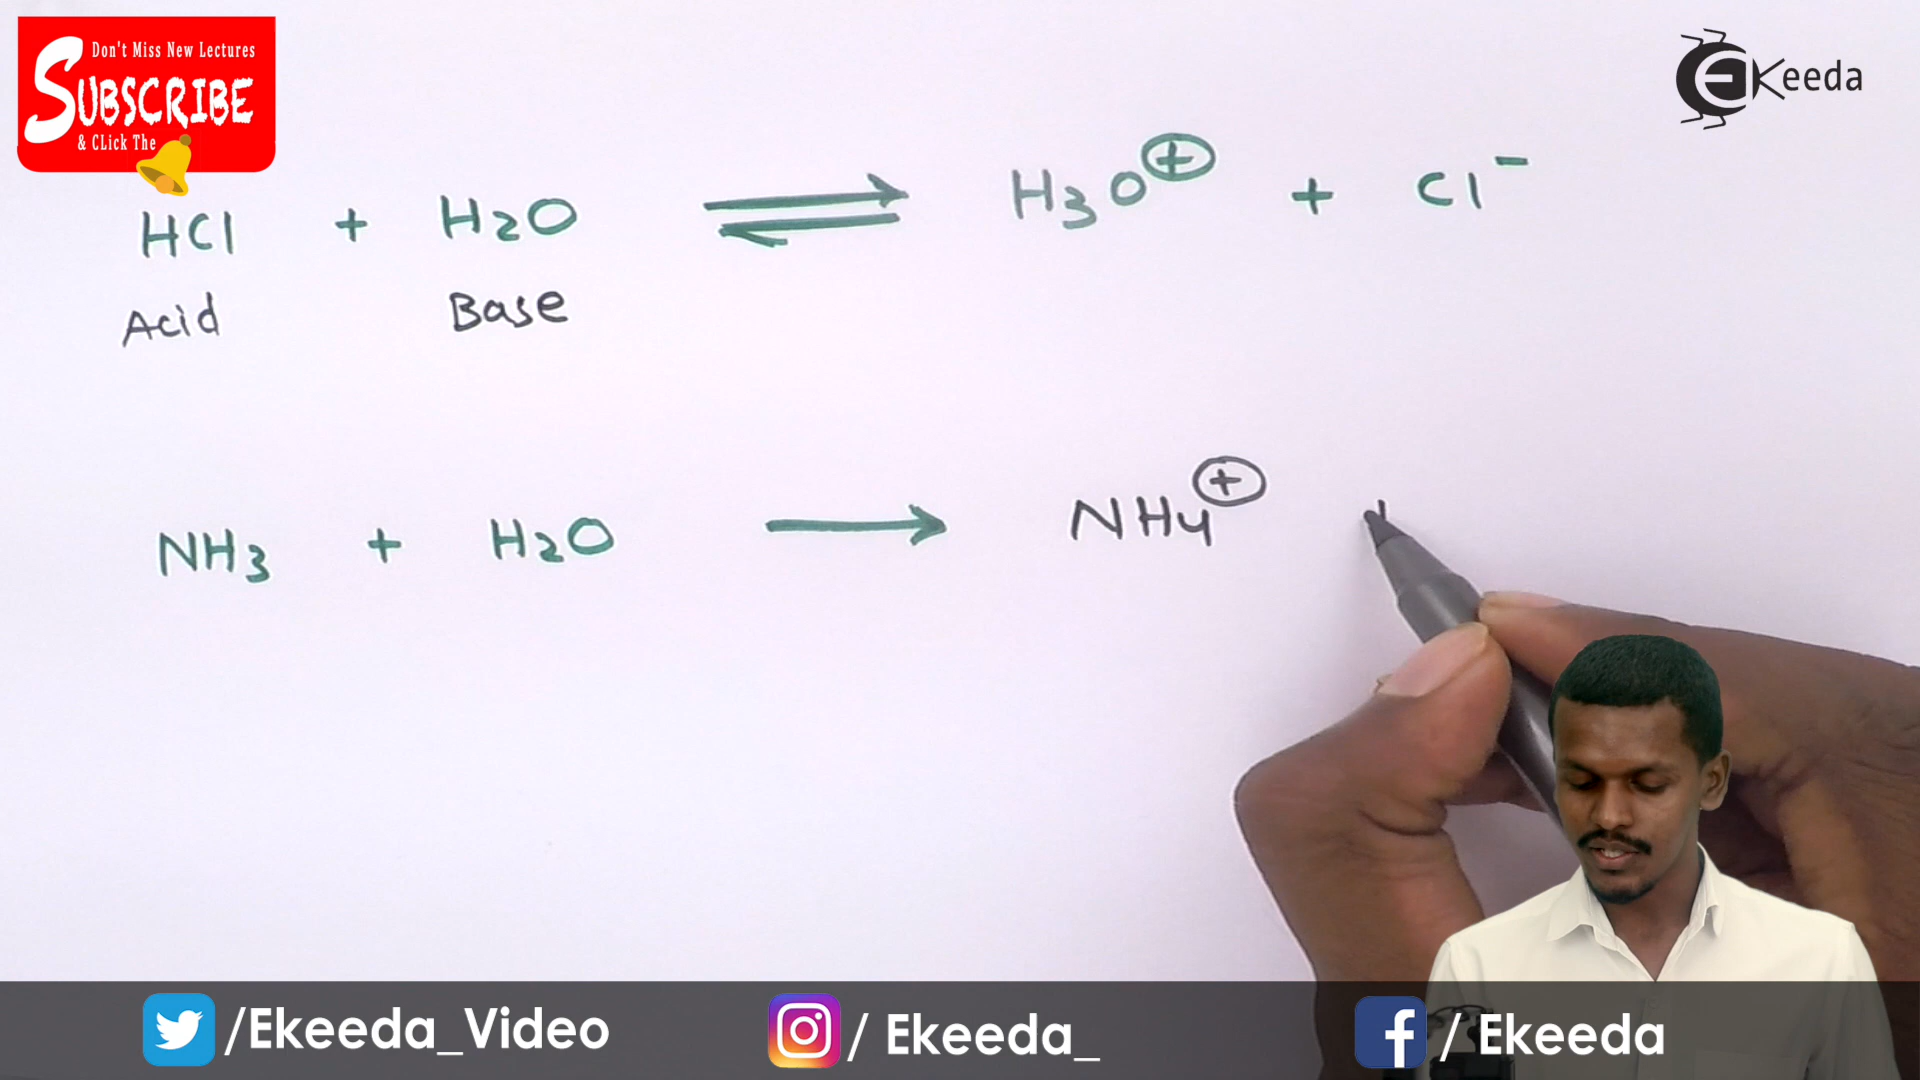 Don't Miss New Lectures
SUBSCRIBE
& CLick The
EKeeda
HCl + H2O ⇌ H3O⊕ + Cl⁻
Acid Base
NH3 + H2O → NH4⊕
/Ekeeda_Video / Ekeeda_ / Ekeeda